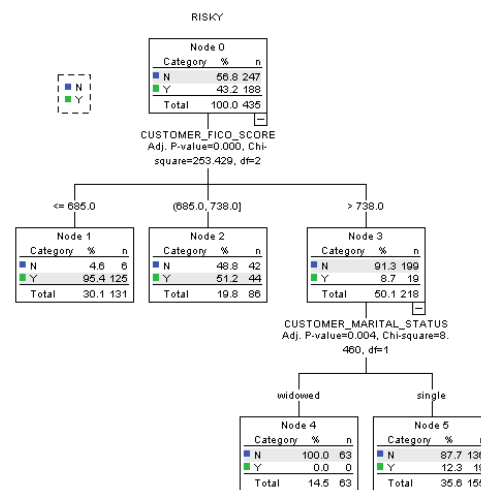 RISKY
N
Y
Node 0
Category % n
N 56.8 247
Y 43.2 188
Total 100.0 435
CUSTOMER_FICO_SCORE
Adj. P-value=0.000, Chi-
square=253.429, df=2
<= 685.0
(685.0, 738.0]
> 738.0
Node 1
Category % n
N 4.6 6
Y 95.4 125
Total 30.1 131
Node 2
Category % n
N 48.8 42
Y 51.2 44
Total 19.8 86
Node 3
Category % n
N 91.3 199
Y 8.7 19
Total 50.1 218
CUSTOMER_MARITAL_STATUS
Adj. P-value=0.004, Chi-square=8.
460, df=1
widowed
single
Node 4
Category % n
N 100.0 63
Y 0.0 0
Total 14.5 63
Node 5
Category % n
N 87.7 136
Y 12.3 19
Total 35.6 155